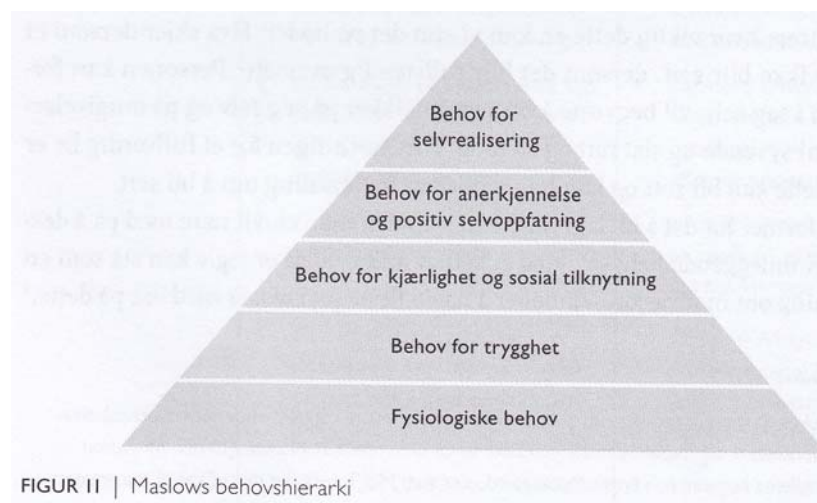 Behov for
selvrealisering
Behov for anerkjennelse
og positiv selvoppfatning
Behov for kjærlighet og sosial tilknytning
Behov for trygghet
Fysiologiske behov
FIGUR 11 | Maslows behovshierarki